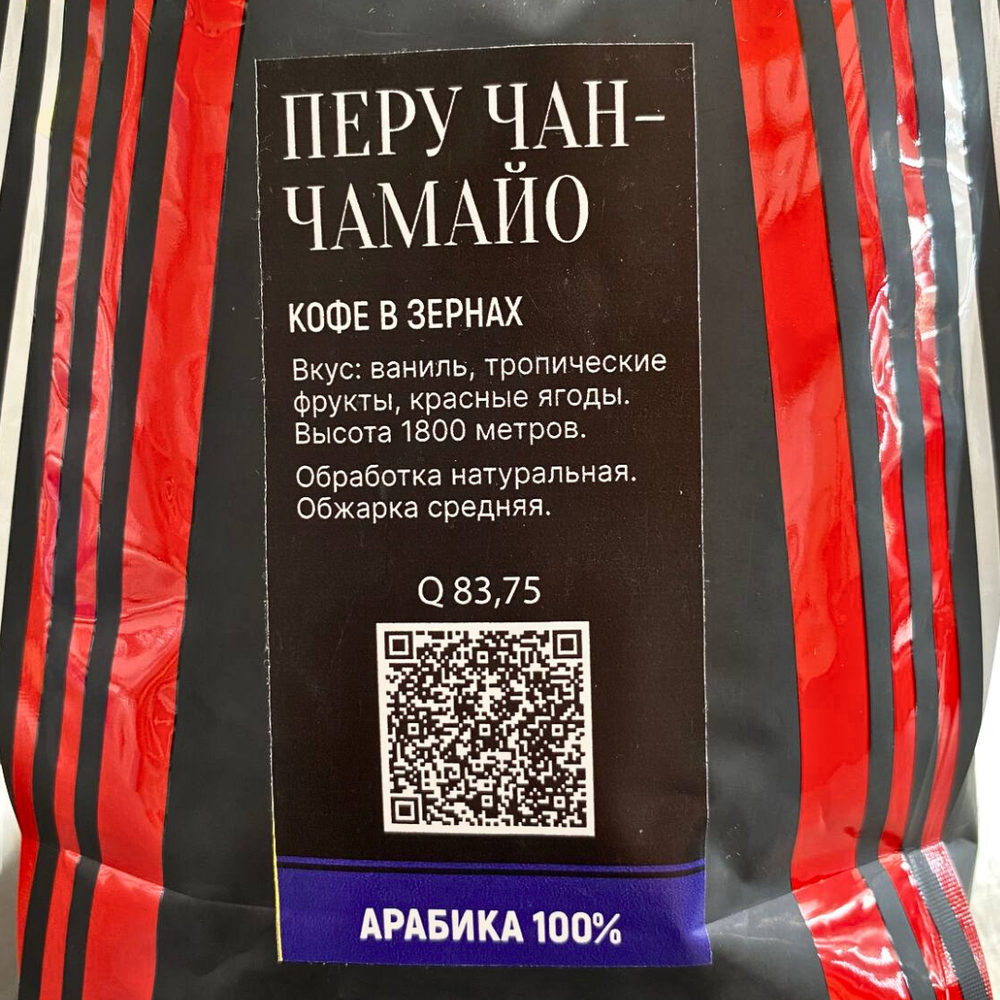 ПЕРУ ЧАН-
ЧАМАЙО
КОФЕ В ЗЕРНАХ
Вкус: ваниль, тропические
фрукты, красные ягоды.
Высота 1800 метров.
Обработка натуральная.
Обжарка средняя.
Q 83,75
АРАБИКА 100%